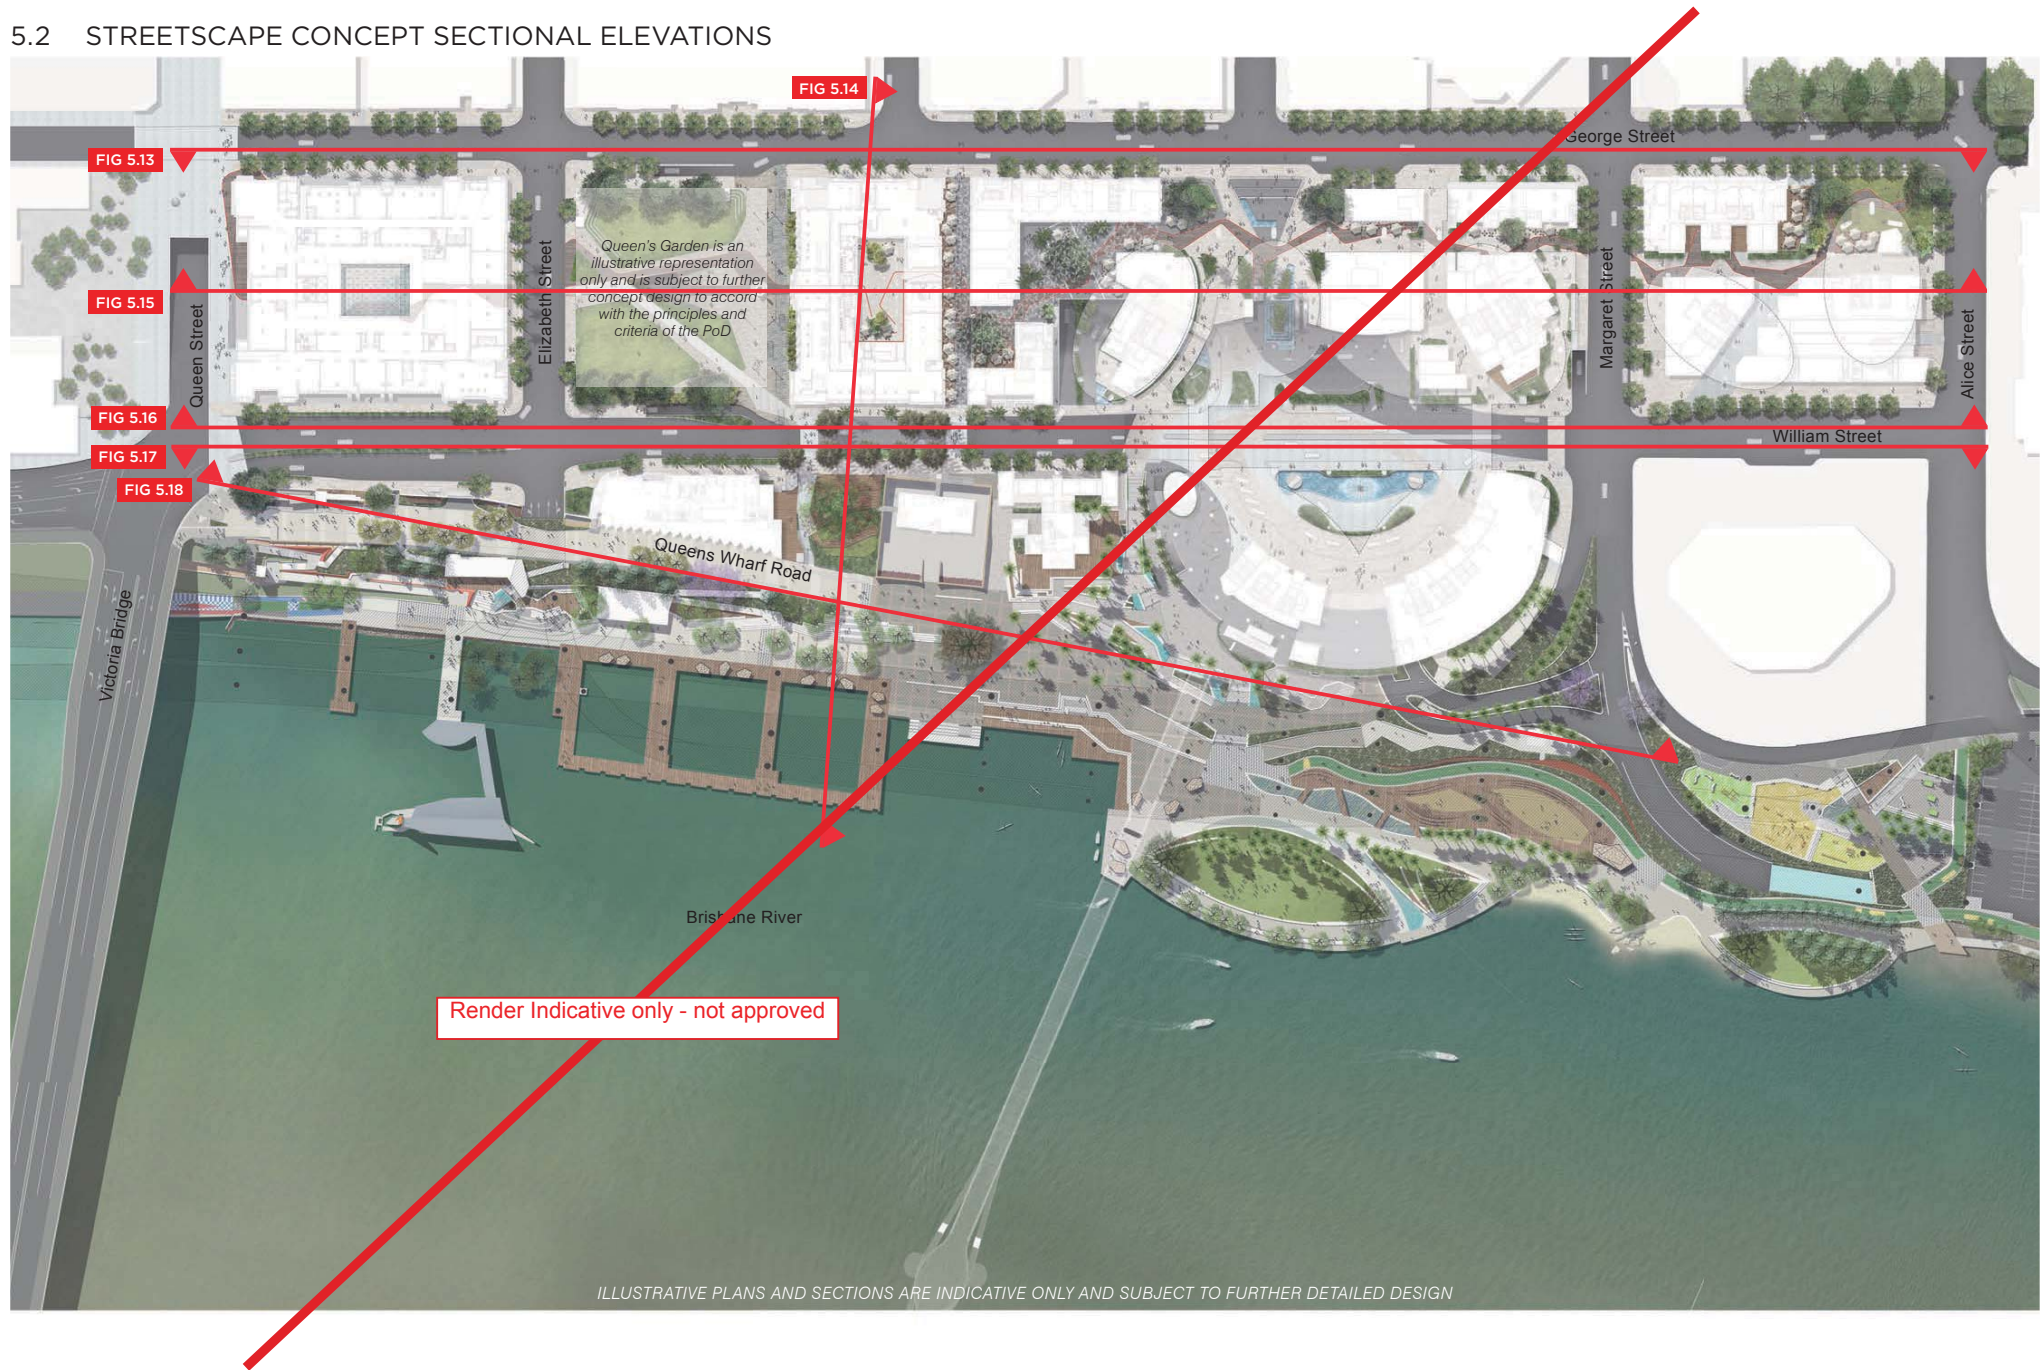 5.2 STREETSCAPE CONCEPT SECTIONAL ELEVATIONS
FIG 5.14
George Street
FIG 5.13
Queen's Garden is an
illustrative representation
only and is subject to further
concept design to accord
with the principles and
criteria of the PoD
FIG 5.15
Queen Street
Elizabeth Street
Margaret Street
Alice Street
FIG 5.16
William Street
FIG 5.17
FIG 5.18
Queens Wharf Road
Victoria Bridge
Brisbane River
Render Indicative only - not approved
ILLUSTRATIVE PLANS AND SECTIONS ARE INDICATIVE ONLY AND SUBJECT TO FURTHER DETAILED DESIGN